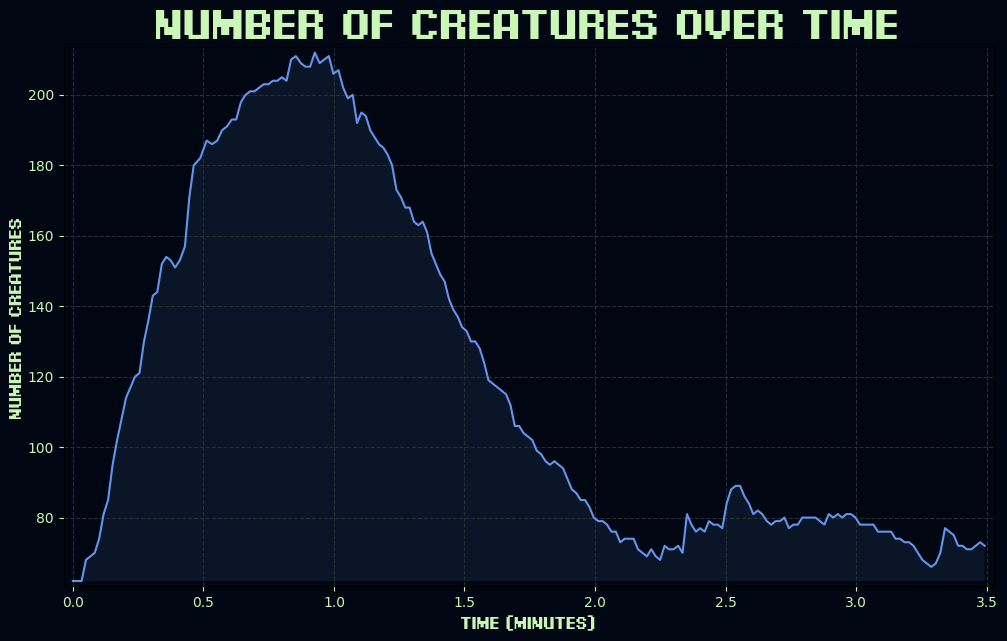 NUMBER OF CREATURES OVER TIME
NUMBER OF CREATURES
200
180
160
140
120
100
80
0.0 0.5 1.0 1.5 2.0 2.5 3.0 3.5
TIME (MINUTES)